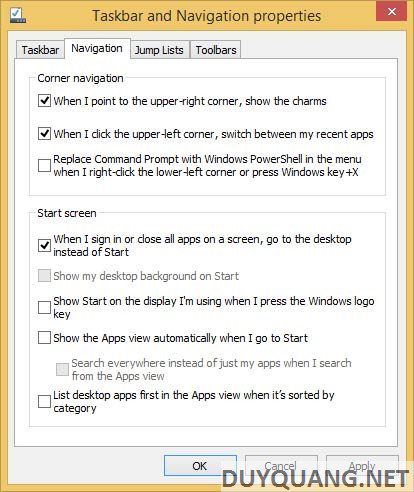 Taskbar and Navigation properties
Taskbar
Navigation
Jump Lists
Toolbars
Corner navigation
When I point to the upper-right corner, show the charms
When I click the upper-left corner, switch between my recent apps
Replace Command Prompt with Windows PowerShell in the menu
when I right-click the lower-left corner or press Windows key+X
Start screen
When I sign in or close all apps on a screen, go to the desktop
instead of Start
Show my desktop background on Start
Show Start on the display I'm using when I press the Windows logo
key
Show the Apps view automatically when I go to Start
Search everywhere instead of just my apps when I search
from the Apps view
List desktop apps first in the Apps view when it's sorted by
category
OK
Cancel
Apply
DUYQUANG.NET